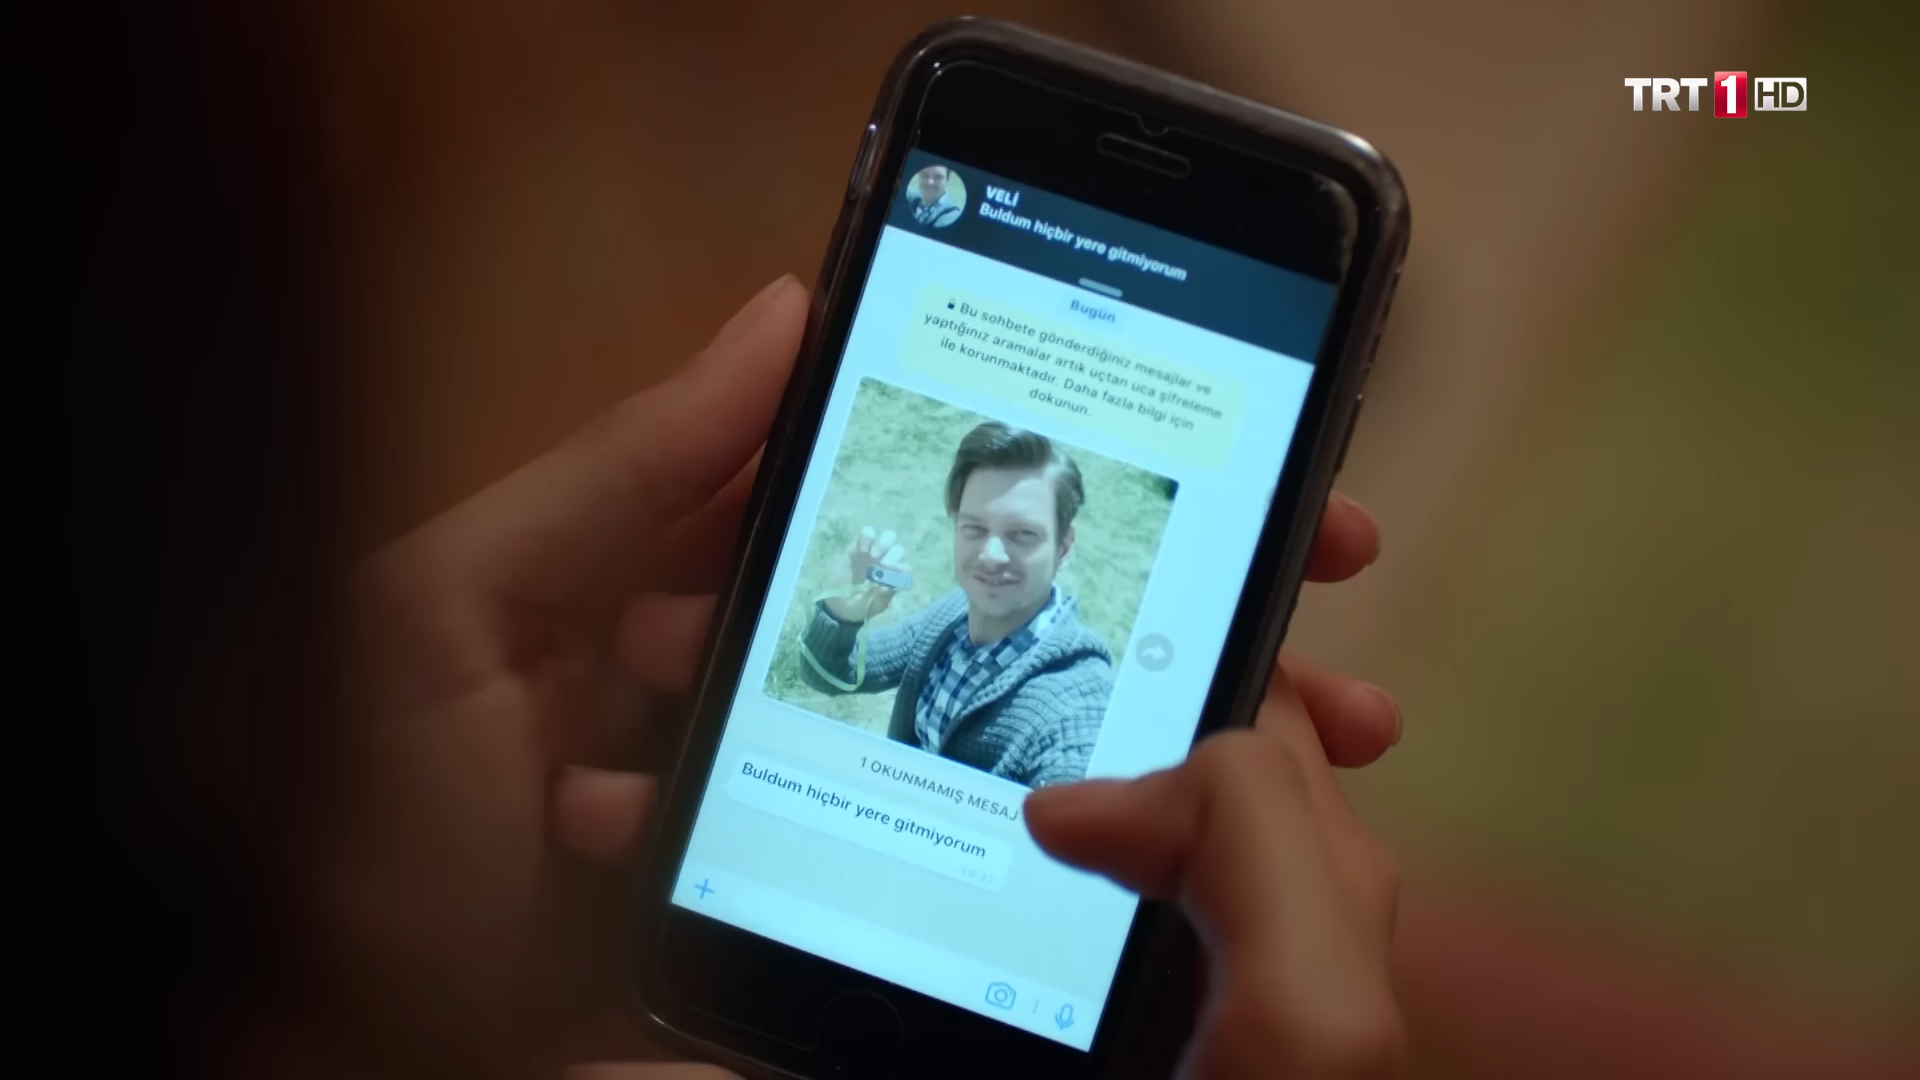 TRT 1 HD
VELİ
Buldum hiçbir yere gitmiyorum
Bugün
Bu sohbete gönderdiğiniz mesajlar ve
yaptığınız aramalar artık uçtan uca şifreleme
ile korunmaktadır. Daha fazla bilgi için
dokunun.
1 OKUNMAMIŞ MESAJ
Buldum hiçbir yere gitmiyorum